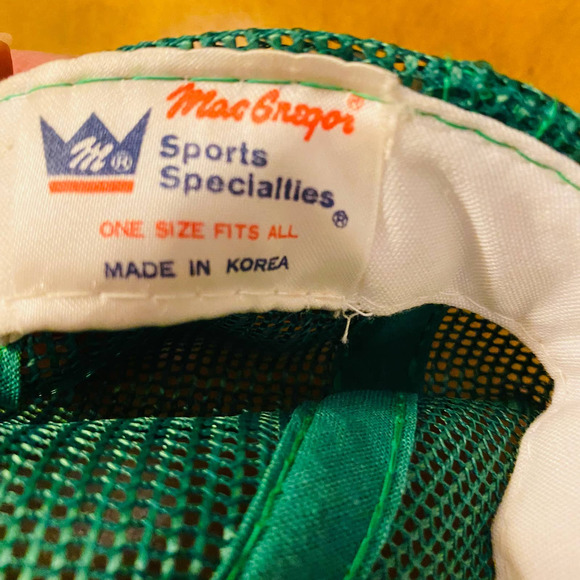 MacGregor®
M®
Sports
Specialties®
ONE SIZE FITS ALL
MADE IN KOREA